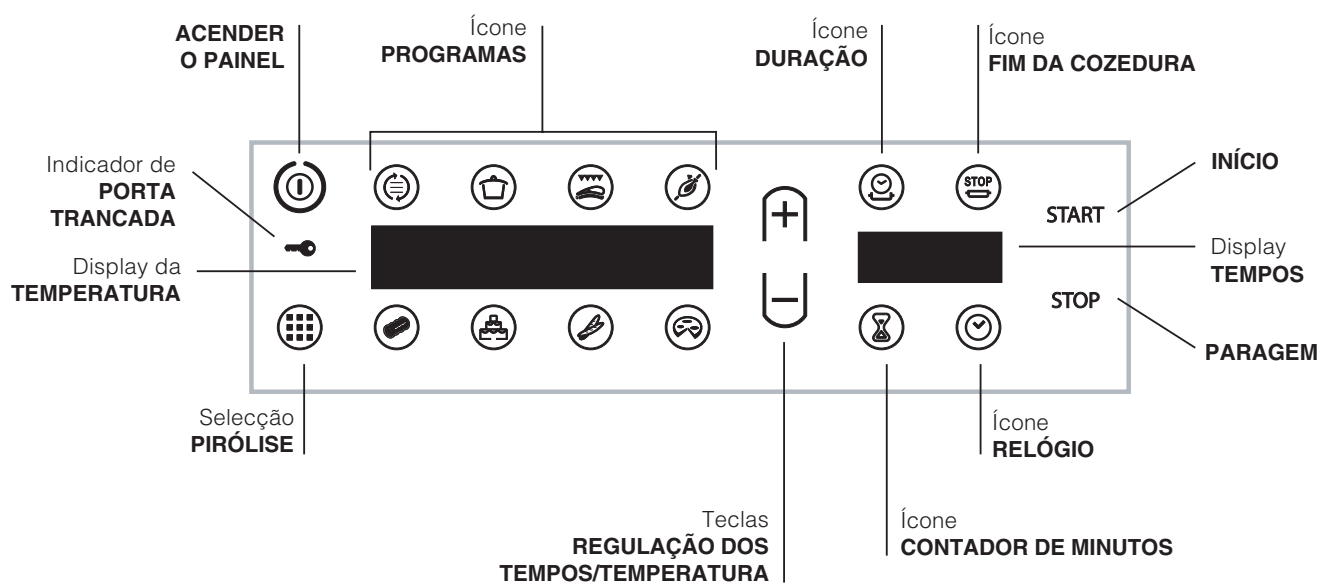 ACENDER
O PAINEL
Ícone
PROGRAMAS
Ícone
DURAÇÃO
Ícone
FIM DA COZEDURA
Indicador de
PORTA
TRANCADA
Display da
TEMPERATURA
STOP
START
STOP
INÍCIO
Display
TEMPOS
PARAGEM
Selecção
PIRÓLISE
Teclas
REGULAÇÃO DOS
TEMPOS/TEMPERATURA
Ícone
CONTADOR DE MINUTOS
Ícone
RELÓGIO